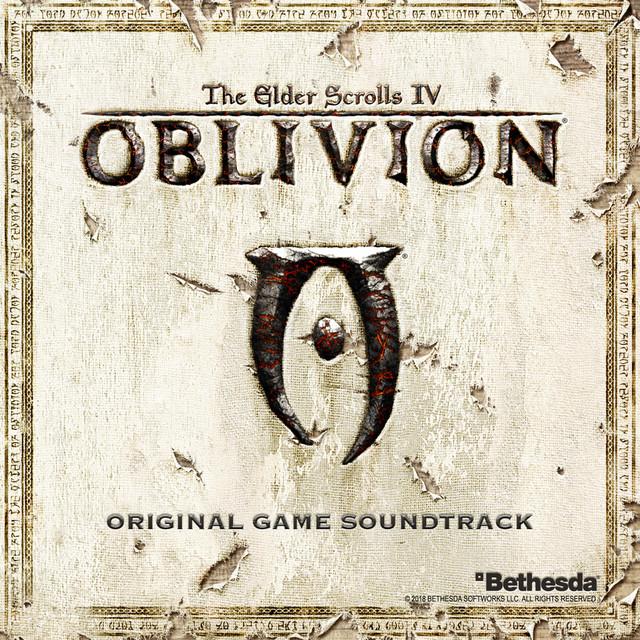 The Elder Scrolls IV
OBLIVION®
®
ORIGINAL GAME SOUNDTRACK
Bethesda
© 2018 BETHESDA SOFTWORKS LLC. ALL RIGHTS RESERVED.